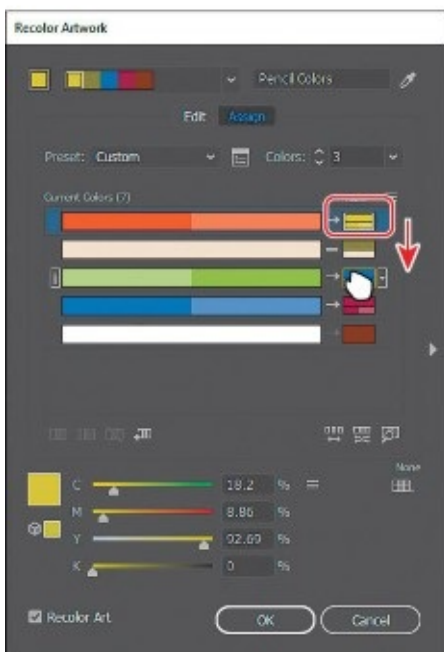 Recolor Artwork
Pencil Colors
Edit Assign
Preset: Custom Colors: 3
Current Colors (7)
None
C 18.2 %
M 8.86 %
Y 92.69 %
K 0 %
Recolor Art OK Cancel